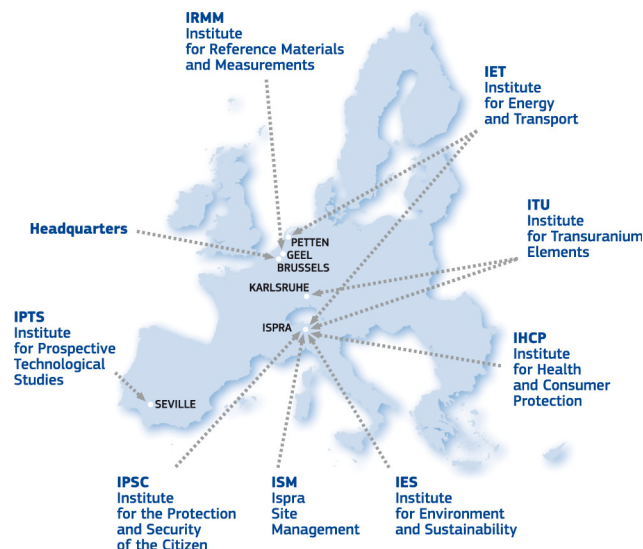 IRMM
Institute
for Reference Materials
and Measurements
IET
Institute
for Energy
and Transport
ITU
Institute
for Transuranium
Elements
Headquarters
PETTEN
GEEL
BRUSSELS
KARLSRUHE
ISPRA
IPTS
Institute
for Prospective
Technological
Studies
SEVILLE
IHCP
Institute
for Health
and Consumer
Protection
IPSC
Institute
for the Protection
and Security
of the Citizen
ISM
Ispra
Site
Management
IES
Institute
for Environment
and Sustainability